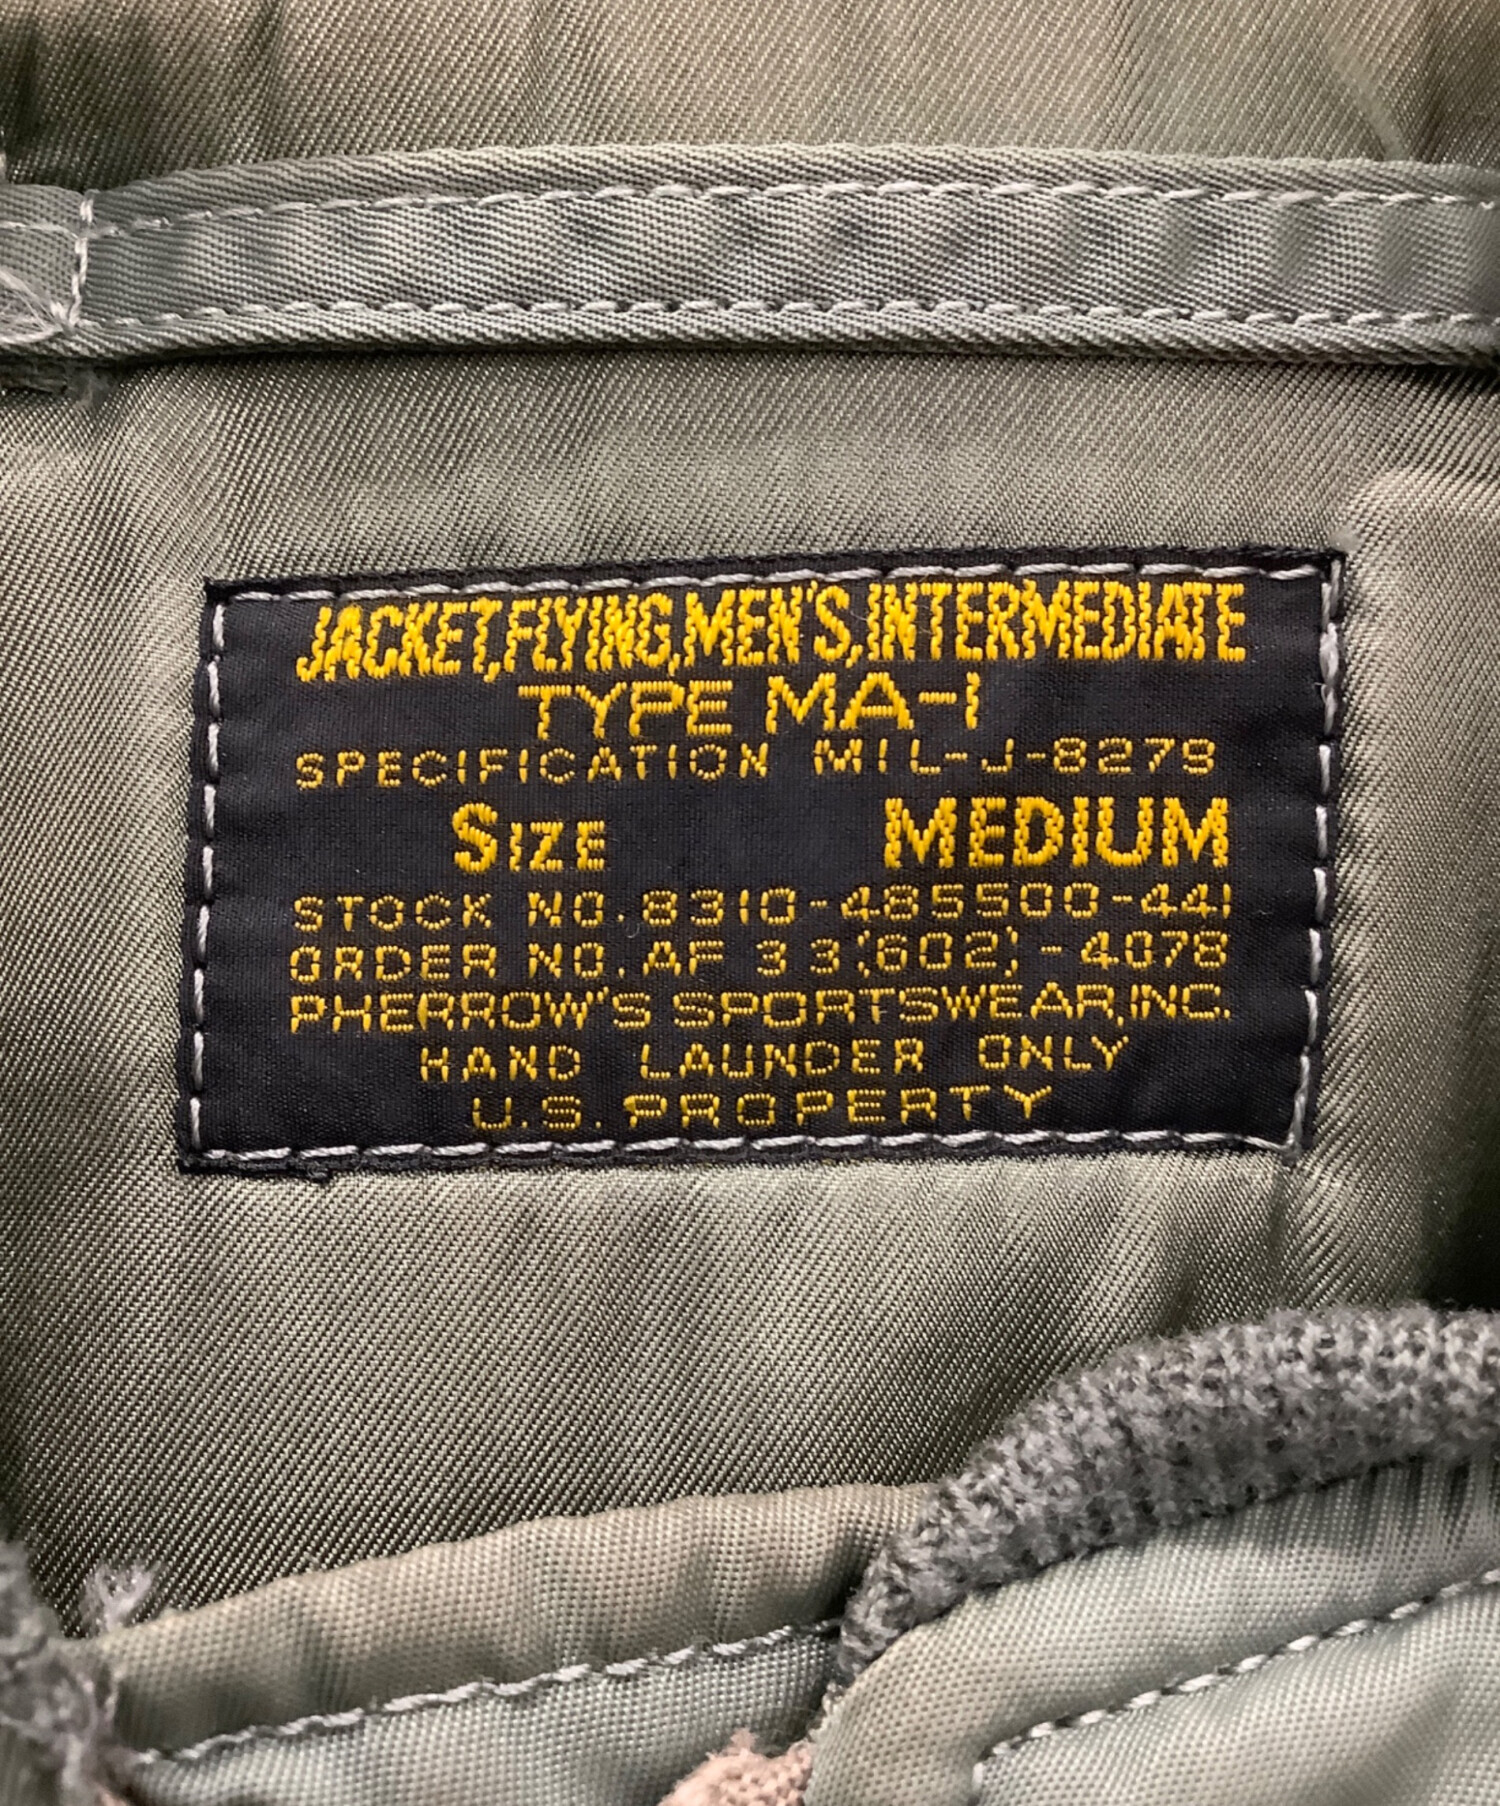 JACKET,FLYING,MEN'S,INTERMEDIATE
TYPE MA-1
SPECIFICATION MIL-J-8279
SIZE MEDIUM
STOCK NO.8310-485500-441
ORDER NO.AF 33(602)-4078
PHERROW'S SPORTSWEAR,INC.
HAND LAUNDER ONLY
U.S.PROPERTY